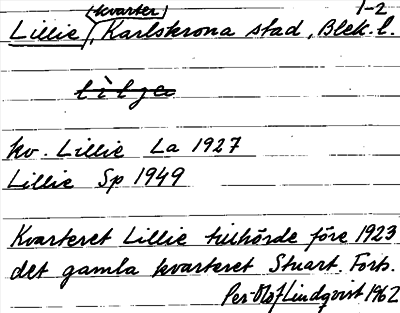 1-2
(kvarter)
Lillie, Karlskrona stad, Blek. l.
lilje
kv. Lillie La 1927
Lillie Sp 1949
Kvarteret Lillie tillhörde före 1923
det gamla kvarteret Stuart. Forts.
Per-Olof Lindqvist 1962